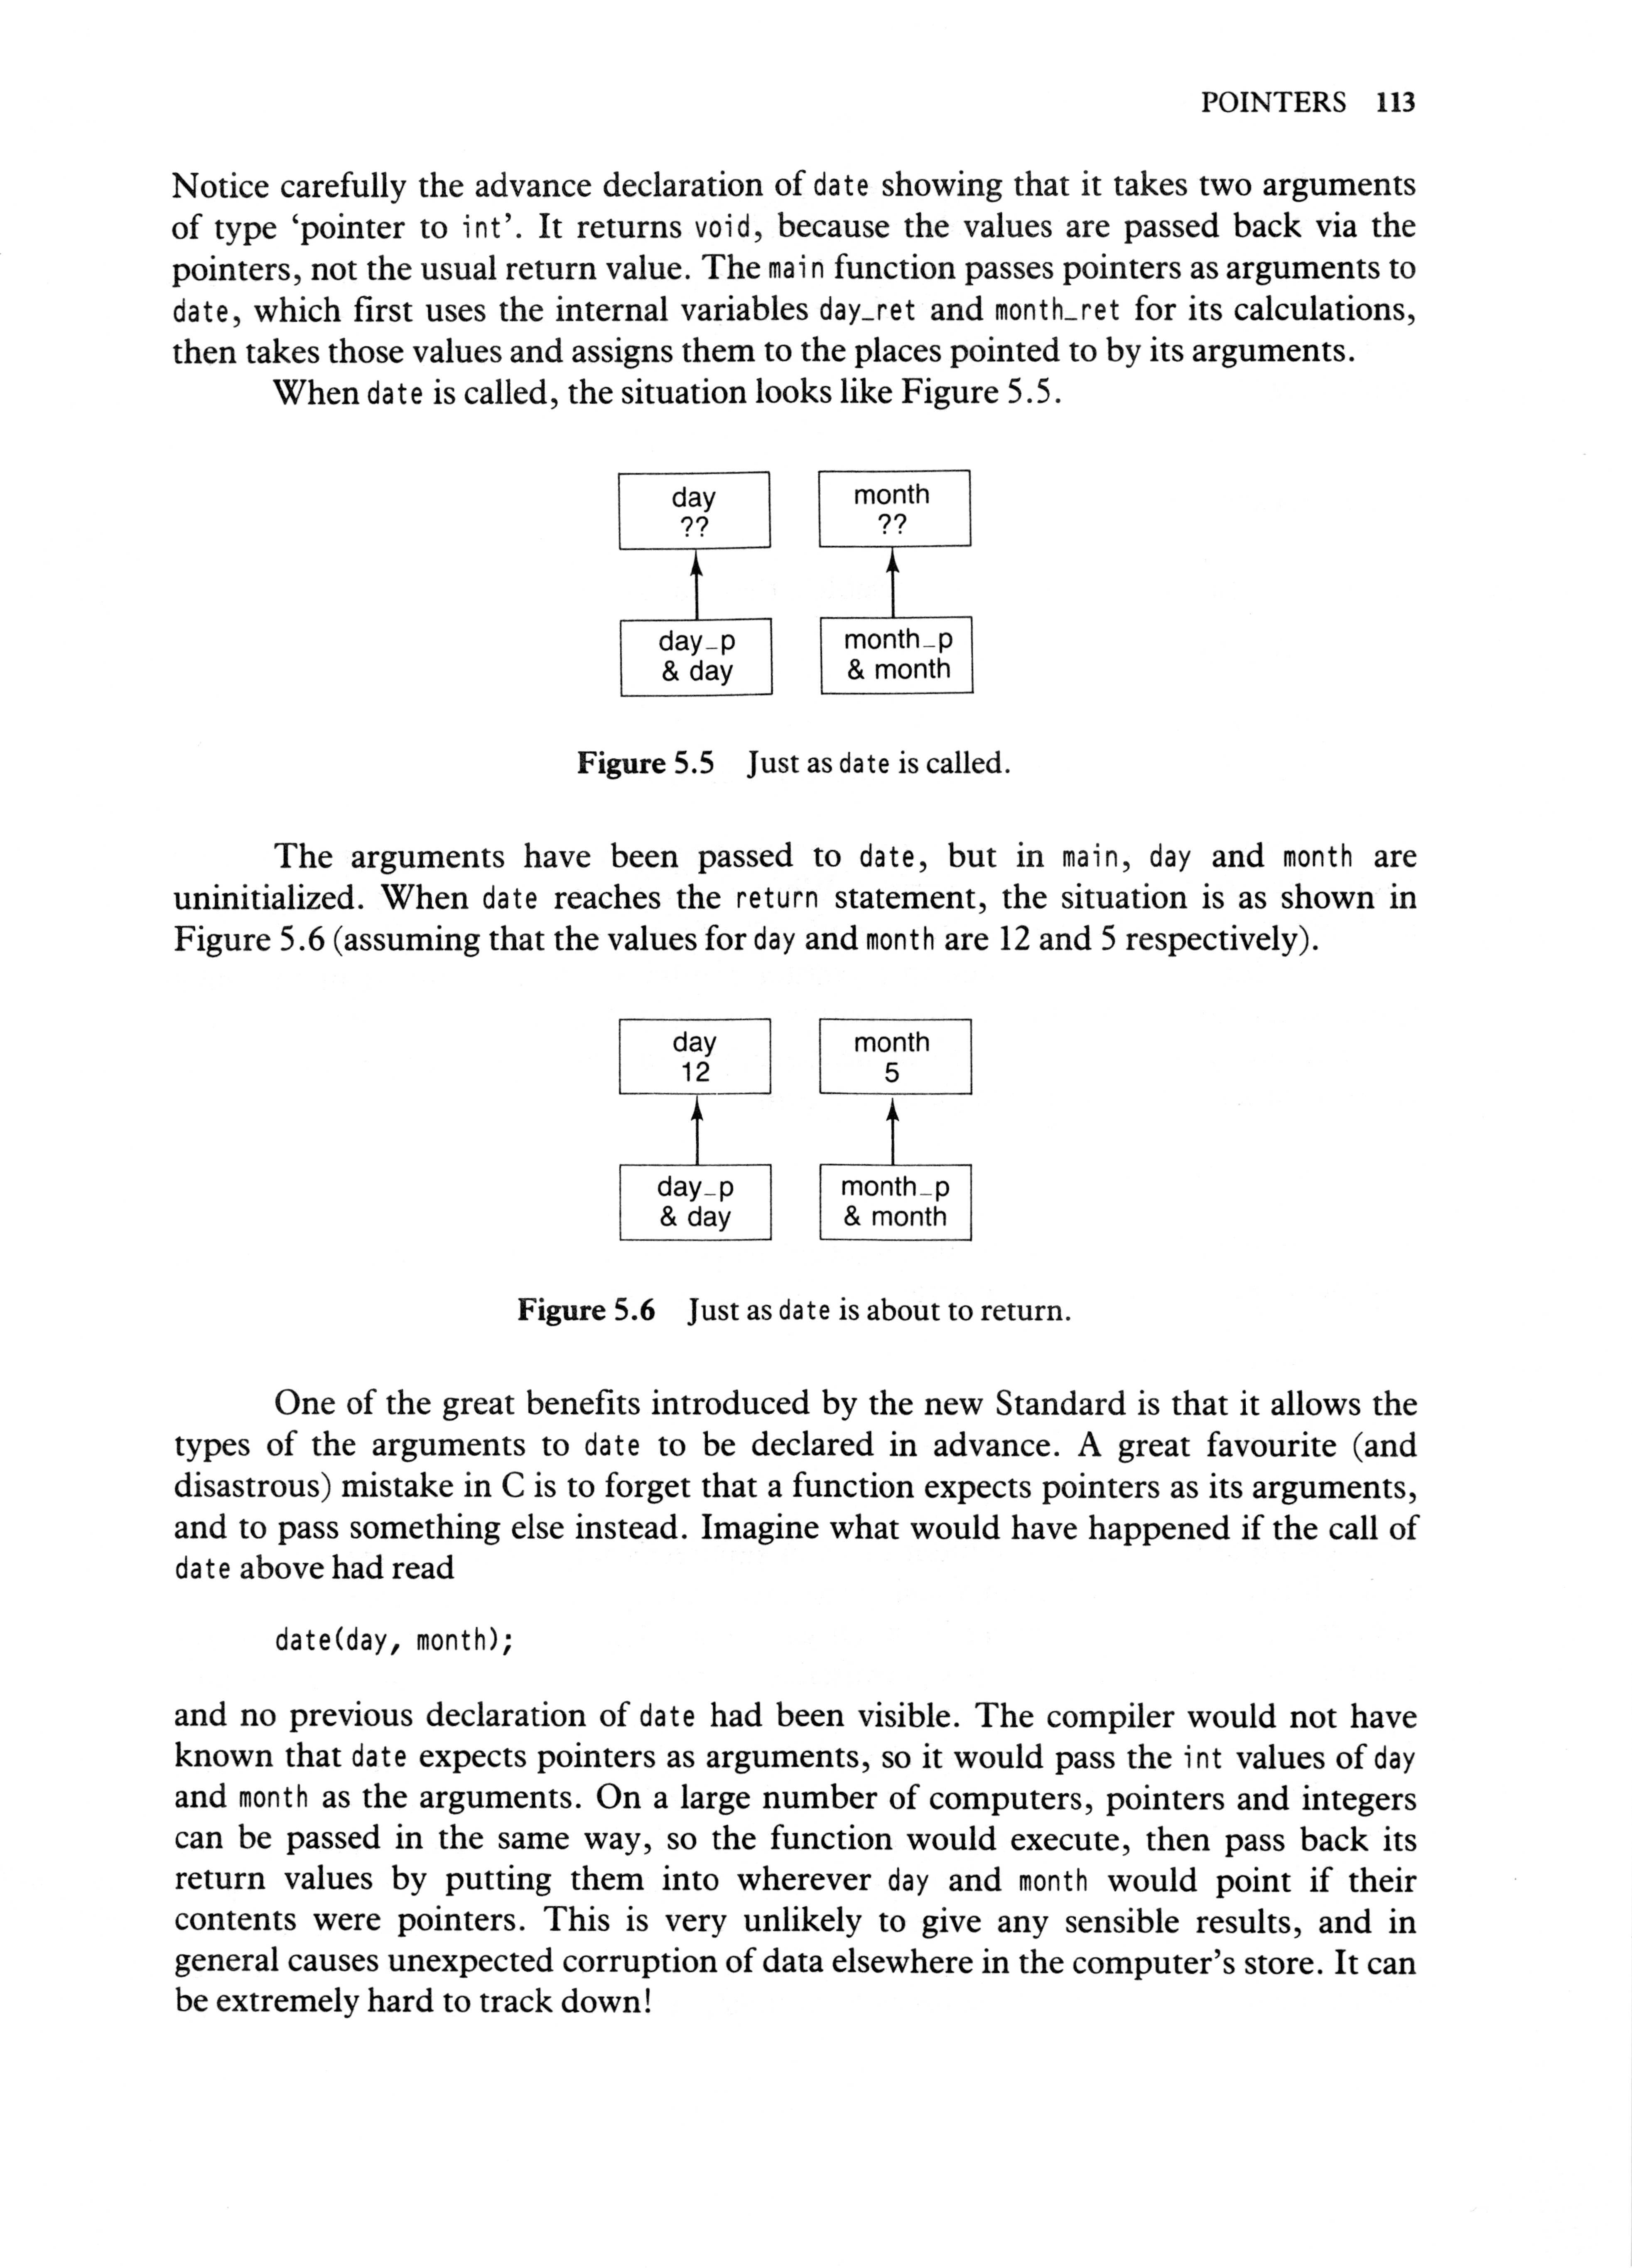 POINTERS 113
Notice carefully the advance declaration of date showing that it takes two arguments
of type ‘pointer to int’. It returns void, because the values are passed back via the
pointers, not the usual return value. The main function passes pointers as arguments to
date, which first uses the internal variables day_ret and month_ret for its calculations,
then takes those values and assigns them to the places pointed to by its arguments.
When date is called, the situation looks like Figure 5.5.
day
??
month
??
day_p
& day
month_p
& month
Figure 5.5 Just as date is called.
The arguments have been passed to date, but in main, day and month are
uninitialized. When date reaches the return statement, the situation is as shown in
Figure 5.6 (assuming that the values for day and month are 12 and 5 respectively).
day
12
month
5
day_p
& day
month_p
& month
Figure 5.6 Just as date is about to return.
One of the great benefits introduced by the new Standard is that it allows the
types of the arguments to date to be declared in advance. A great favourite (and
disastrous) mistake in C is to forget that a function expects pointers as its arguments,
and to pass something else instead. Imagine what would have happened if the call of
date above had read
date(day, month);
and no previous declaration of date had been visible. The compiler would not have
known that date expects pointers as arguments, so it would pass the int values of day
and month as the arguments. On a large number of computers, pointers and integers
can be passed in the same way, so the function would execute, then pass back its
return values by putting them into wherever day and month would point if their
contents were pointers. This is very unlikely to give any sensible results, and in
general causes unexpected corruption of data elsewhere in the computer’s store. It can
be extremely hard to track down!